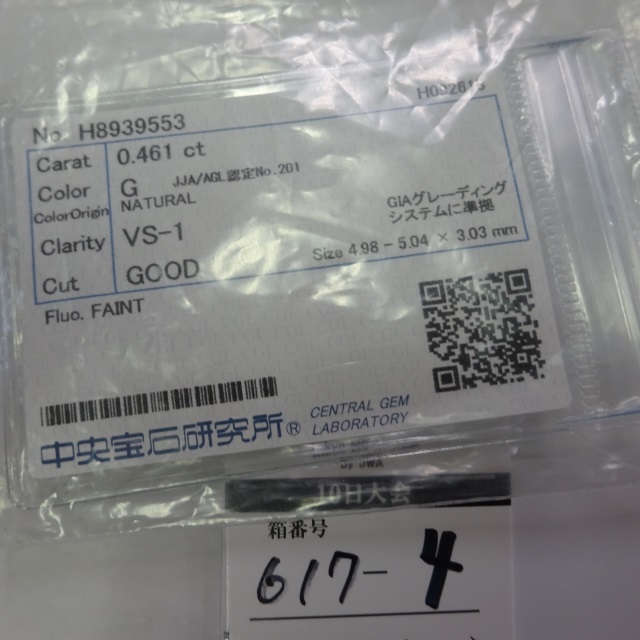 No. H8939553
Carat 0.461 ct
Color G JJA/AGL認定No.201
ColorOrigin NATURAL
GIAグレーディング
システムに準拠
Clarity VS-1
Size 4.98 - 5.04 × 3.03 mm
Cut GOOD
Fluo. FAINT
中央宝石研究所® CENTRAL GEM
LABORATORY
10日大会
箱番号
617-4